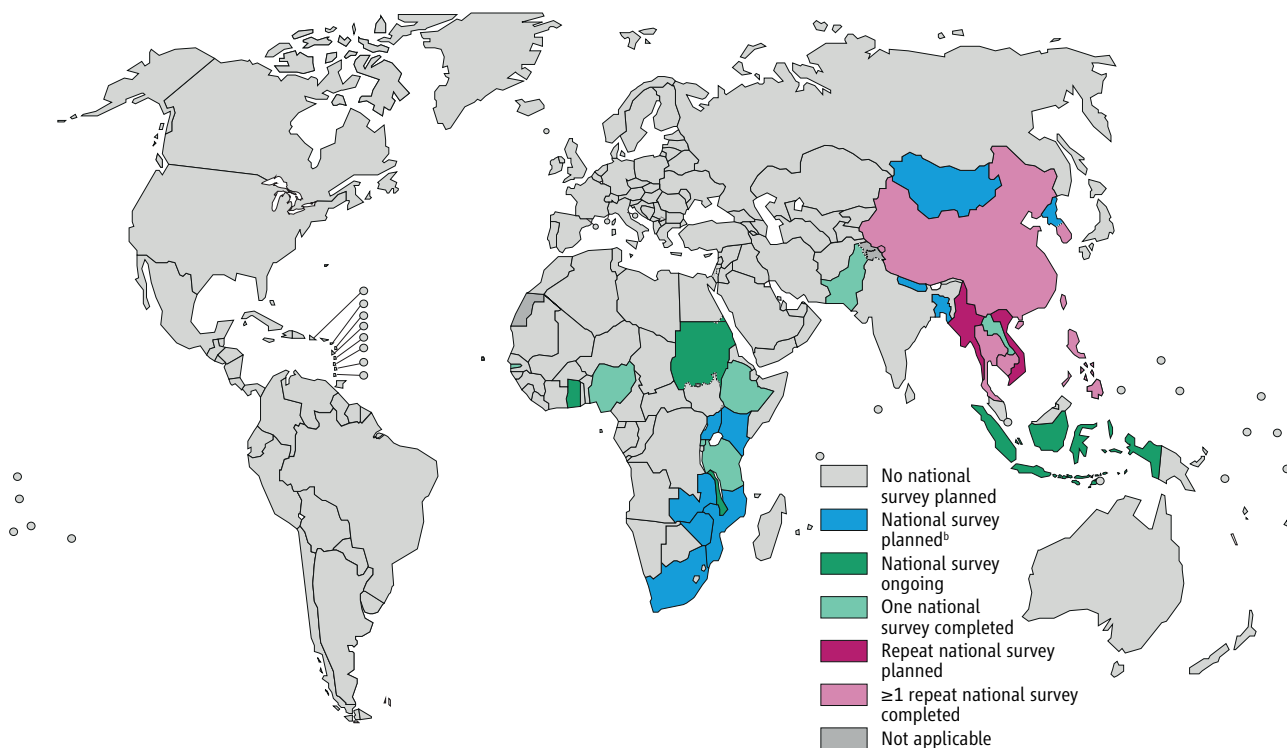 No national
survey planned
National survey
plannedᵇ
National survey
ongoing
One national
survey completed
Repeat national survey
planned
≥1 repeat national survey
completed
Not applicable